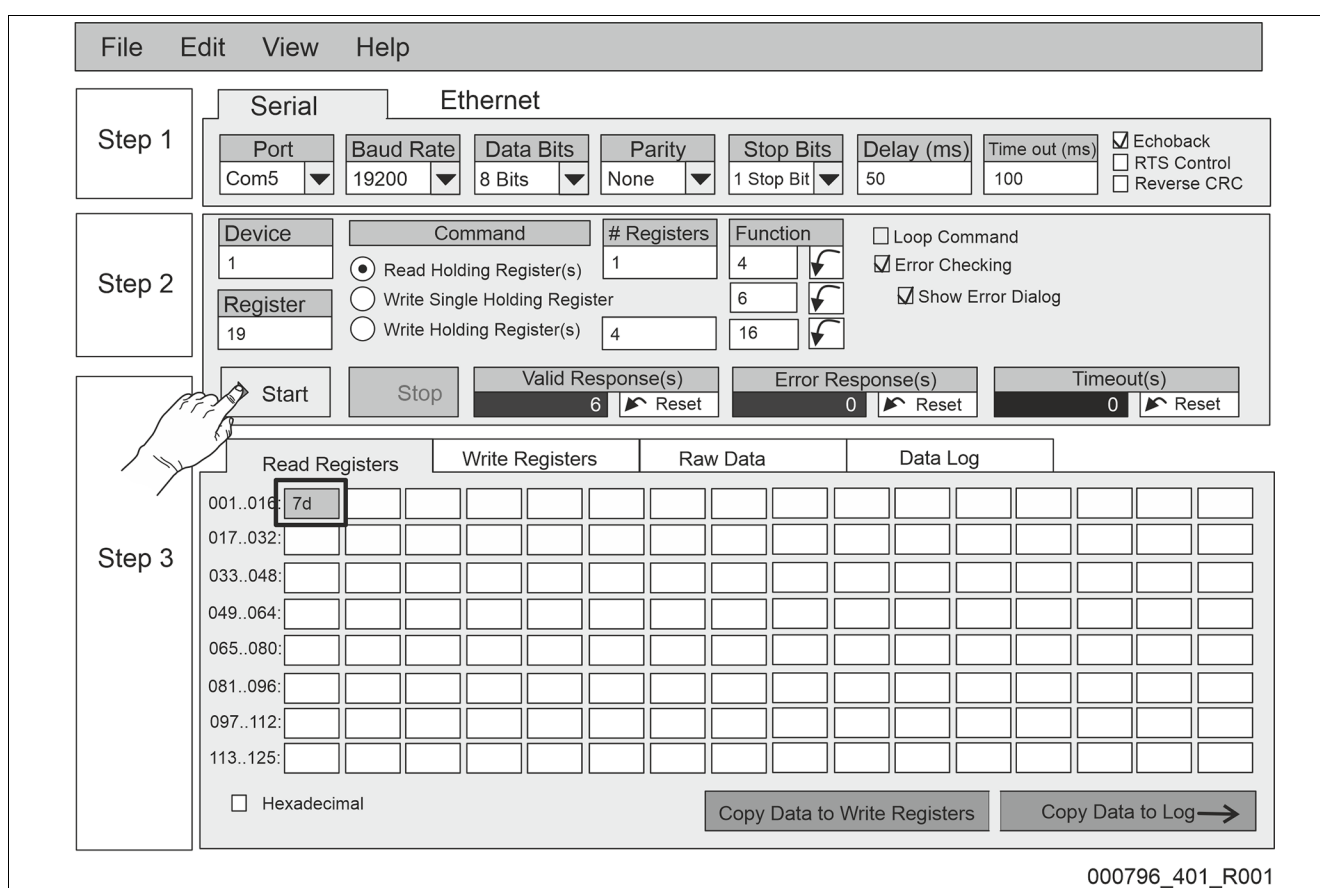 File Edit View Help
Step 1
Serial Ethernet
Port Baud Rate Data Bits Parity Stop Bits Delay (ms) Time out (ms)
Com5 19200 8 Bits None 1 Stop Bit 50 100
Echoback
RTS Control
Reverse CRC
Step 2
Device Command # Registers Function
1 Read Holding Register(s) 1 4
Write Single Holding Register 6
Register
19 Write Holding Register(s) 4 16
Loop Command
Error Checking
Show Error Dialog
Step 3
Start Stop
Valid Response(s) Error Response(s) Timeout(s)
6 Reset 0 Reset 0 Reset
Read Registers Write Registers Raw Data Data Log
001..016: 7d
017..032:
033..048:
049..064:
065..080:
081..096:
097..112:
113..125:
Hexadecimal
Copy Data to Write Registers Copy Data to Log
000796_401_R001